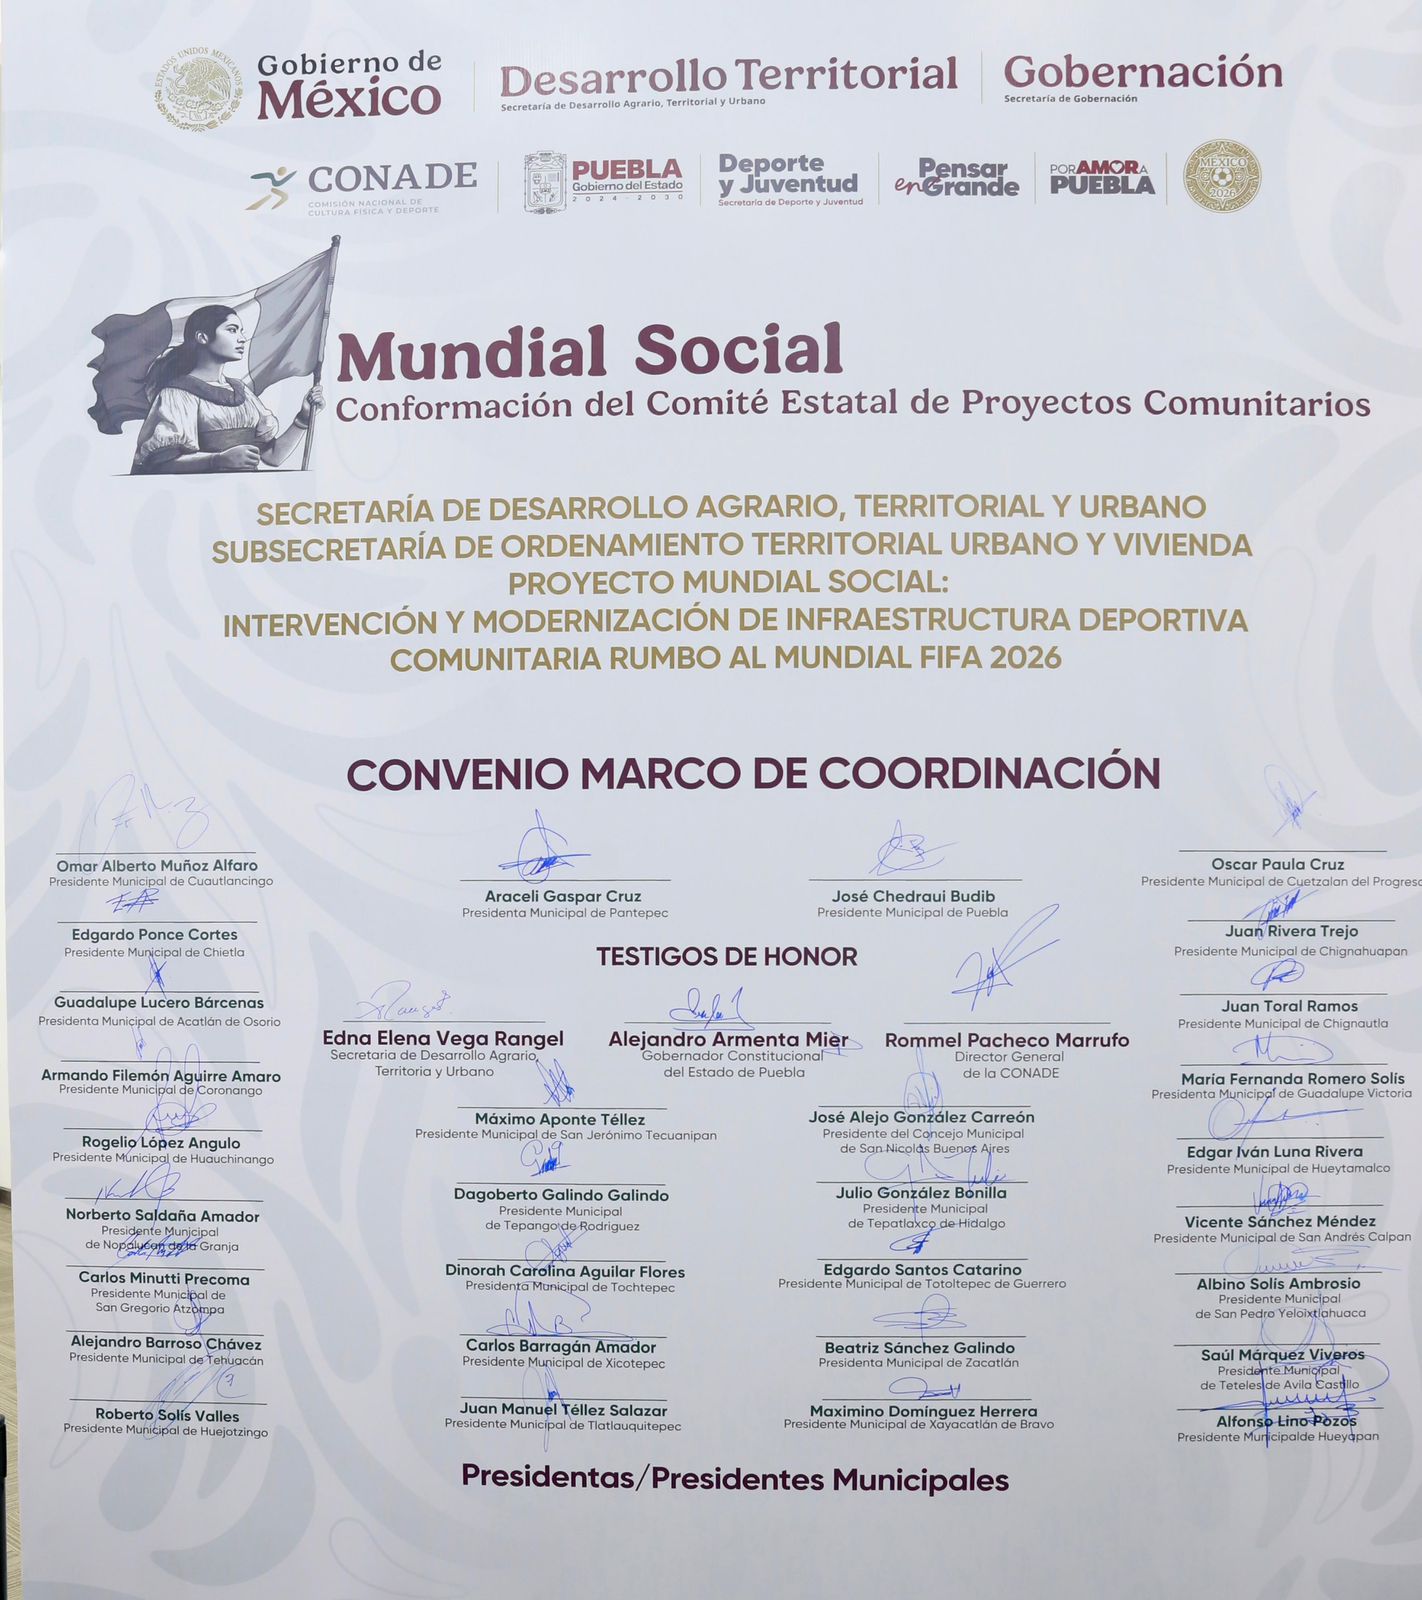 ESTADOS UNIDOS MEXICANOS
Gobierno de
México
Desarrollo Territorial
Secretaría de Desarrollo Agrario, Territorial y Urbano
Gobernación
Secretaría de Gobernación
CONADE
COMISIÓN NACIONAL DE
CULTURA FÍSICA Y DEPORTE
PUEBLA
Gobierno del Estado
2024 - 2030
Deporte
y Juventud
Secretaría de Deporte y Juventud
Pensar
en Grande
POR AMOR A
PUEBLA
MÉXICO
2026
Mundial Social
Conformación del Comité Estatal de Proyectos Comunitarios
SECRETARÍA DE DESARROLLO AGRARIO, TERRITORIAL Y URBANO
SUBSECRETARÍA DE ORDENAMIENTO TERRITORIAL URBANO Y VIVIENDA
PROYECTO MUNDIAL SOCIAL:
INTERVENCIÓN Y MODERNIZACIÓN DE INFRAESTRUCTURA DEPORTIVA
COMUNITARIA RUMBO AL MUNDIAL FIFA 2026
CONVENIO MARCO DE COORDINACIÓN
Omar Alberto Muñoz Alfaro
Presidente Municipal de Cuautlancingo
Edgardo Ponce Cortes
Presidente Municipal de Chietla
Guadalupe Lucero Bárcenas
Presidenta Municipal de Acatlán de Osorio
Armando Filemón Aguirre Amaro
Presidente Municipal de Coronango
Rogelio López Angulo
Presidente Municipal de Huauchinango
Norberto Saldaña Amador
Presidente Municipal
de Nopalucan de la Granja
Carlos Minutti Precoma
Presidente Municipal de
San Gregorio Atzompa
Alejandro Barroso Chávez
Presidente Municipal de Tehuacán
Roberto Solís Valles
Presidente Municipal de Huejotzingo
Araceli Gaspar Cruz
Presidenta Municipal de Pantepec
José Chedraui Budib
Presidente Municipal de Puebla
TESTIGOS DE HONOR
Edna Elena Vega Rangel
Secretaria de Desarrollo Agrario,
Territoria y Urbano
Alejandro Armenta Mier
Gobernador Constitucional
del Estado de Puebla
Rommel Pacheco Marrufo
Director General
de la CONADE
Máximo Aponte Téllez
Presidente Municipal de San Jerónimo Tecuanipan
José Alejo González Carreón
Presidente del Concejo Municipal
de San Nicolás Buenos Aires
Dagoberto Galindo Galindo
Presidente Municipal
de Tepango de Rodriguez
Julio González Bonilla
Presidente Municipal
de Tepatlaxco de Hidalgo
Dinorah Carolina Aguilar Flores
Presidenta Municipal de Tochtepec
Edgardo Santos Catarino
Presidente Municipal de Totoltepec de Guerrero
Carlos Barragán Amador
Presidente Municipal de Xicotepec
Beatriz Sánchez Galindo
Presidenta Municipal de Zacatlán
Juan Manuel Téllez Salazar
Presidente Municipal de Tlatlauquitepec
Maximino Domínguez Herrera
Presidente Municipal de Xayacatlán de Bravo
Oscar Paula Cruz
Presidente Municipal de Cuetzalan del Progreso
Juan Rivera Trejo
Presidente Municipal de Chignahuapan
Juan Toral Ramos
Presidente Municipal de Chignautla
María Fernanda Romero Solís
Presidenta Municipal de Guadalupe Victoria
Edgar Iván Luna Rivera
Presidente Municipal de Hueytamalco
Vicente Sánchez Méndez
Presidente Municipal de San Andrés Calpan
Albino Solís Ambrosio
Presidente Municipal
de San Pedro Yeloixtlahuaca
Saúl Márquez Viveros
Presidente Municipal
de Teteles de Avila Castillo
Alfonso Lino Pozos
Presidente Municipalde Hueyapan
Presidentas/Presidentes Municipales